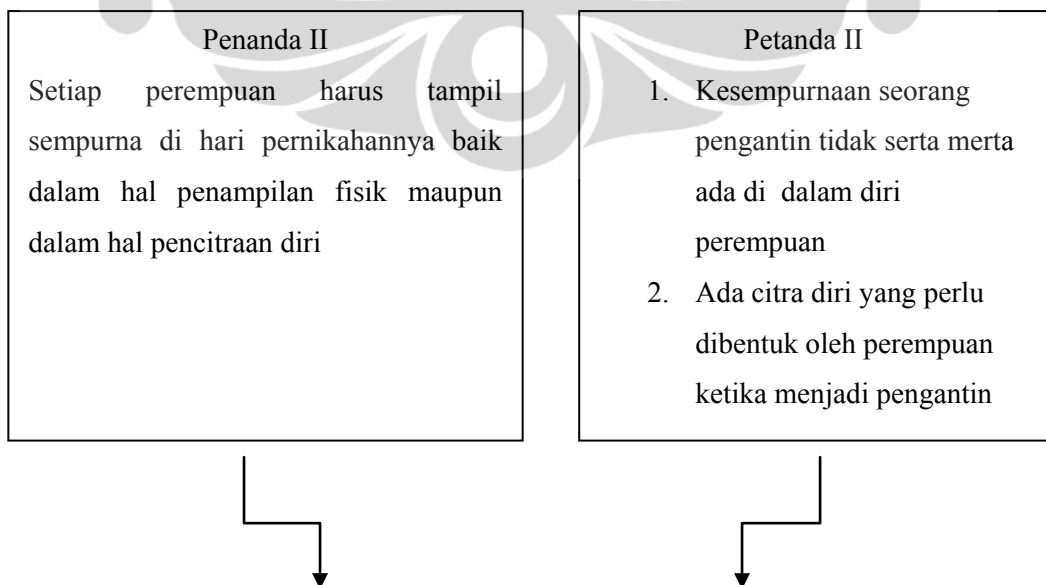 Penanda II
Setiap perempuan harus tampil
sempurna di hari pernikahannya baik
dalam hal penampilan fisik maupun
dalam hal pencitraan diri
Petanda II
1. Kesempurnaan seorang
pengantin tidak serta merta
ada di dalam diri
perempuan
2. Ada citra diri yang perlu
dibentuk oleh perempuan
ketika menjadi pengantin